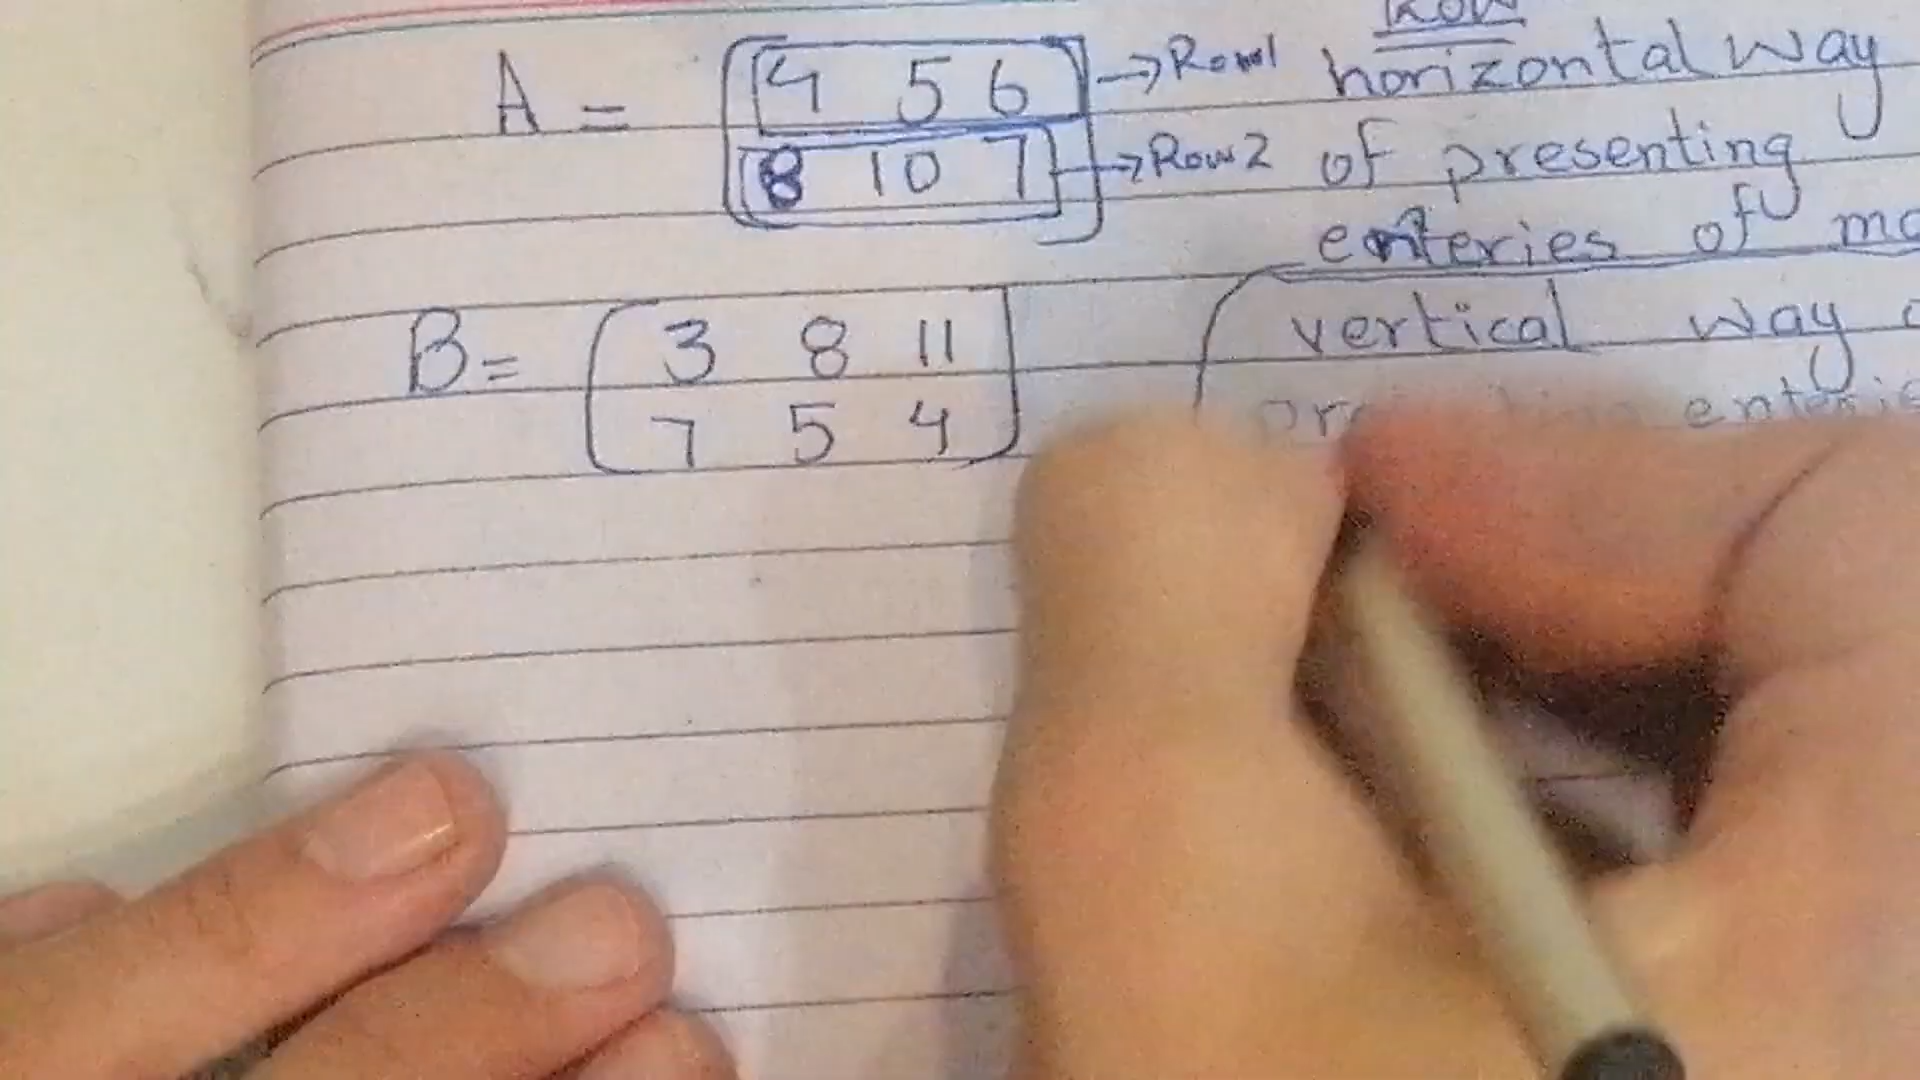 Row
A = [ 4 5 6 ] → Row1 horizontal way
8 10 7 → Row2 of presenting
enteries of
B = [ 3 8 11 ] vertical way
7 5 4